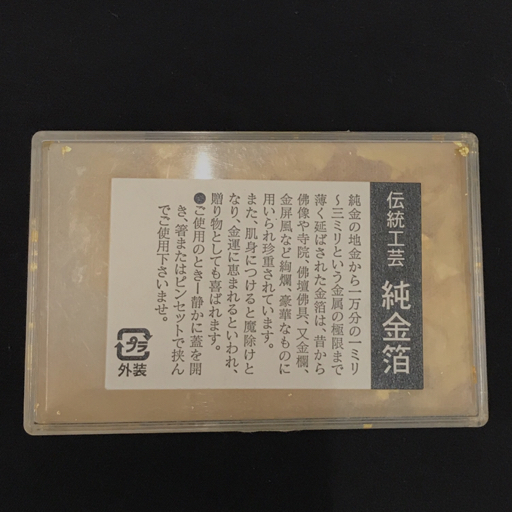 伝統工芸 純金箔
純金の地金から一万分の一ミリ
〜三ミリという金属の極限まで
薄く延ばされた金箔は、昔から
佛像や寺院、佛壇佛具、又金襴、
金屏風など絢爛、豪華なものに
用いられ珍重されています。
また、肌身につけると魔除けと
なり、金運に恵まれるといわれ、
贈り物としても喜ばれます。
●ご使用のとき―静かに蓋を開
き、箸またはピンセットで挟ん
でご使用下さいませ。
プラ
外装